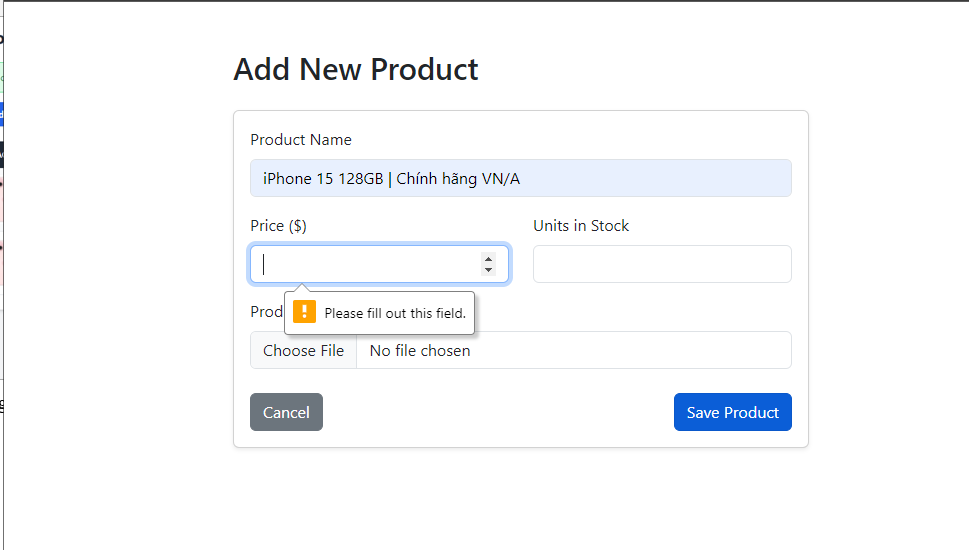 Add New Product
Product Name
iPhone 15 128GB | Chính hãng VN/A
Price ($)
Units in Stock
Please fill out this field.
Choose File
No file chosen
Cancel
Save Product